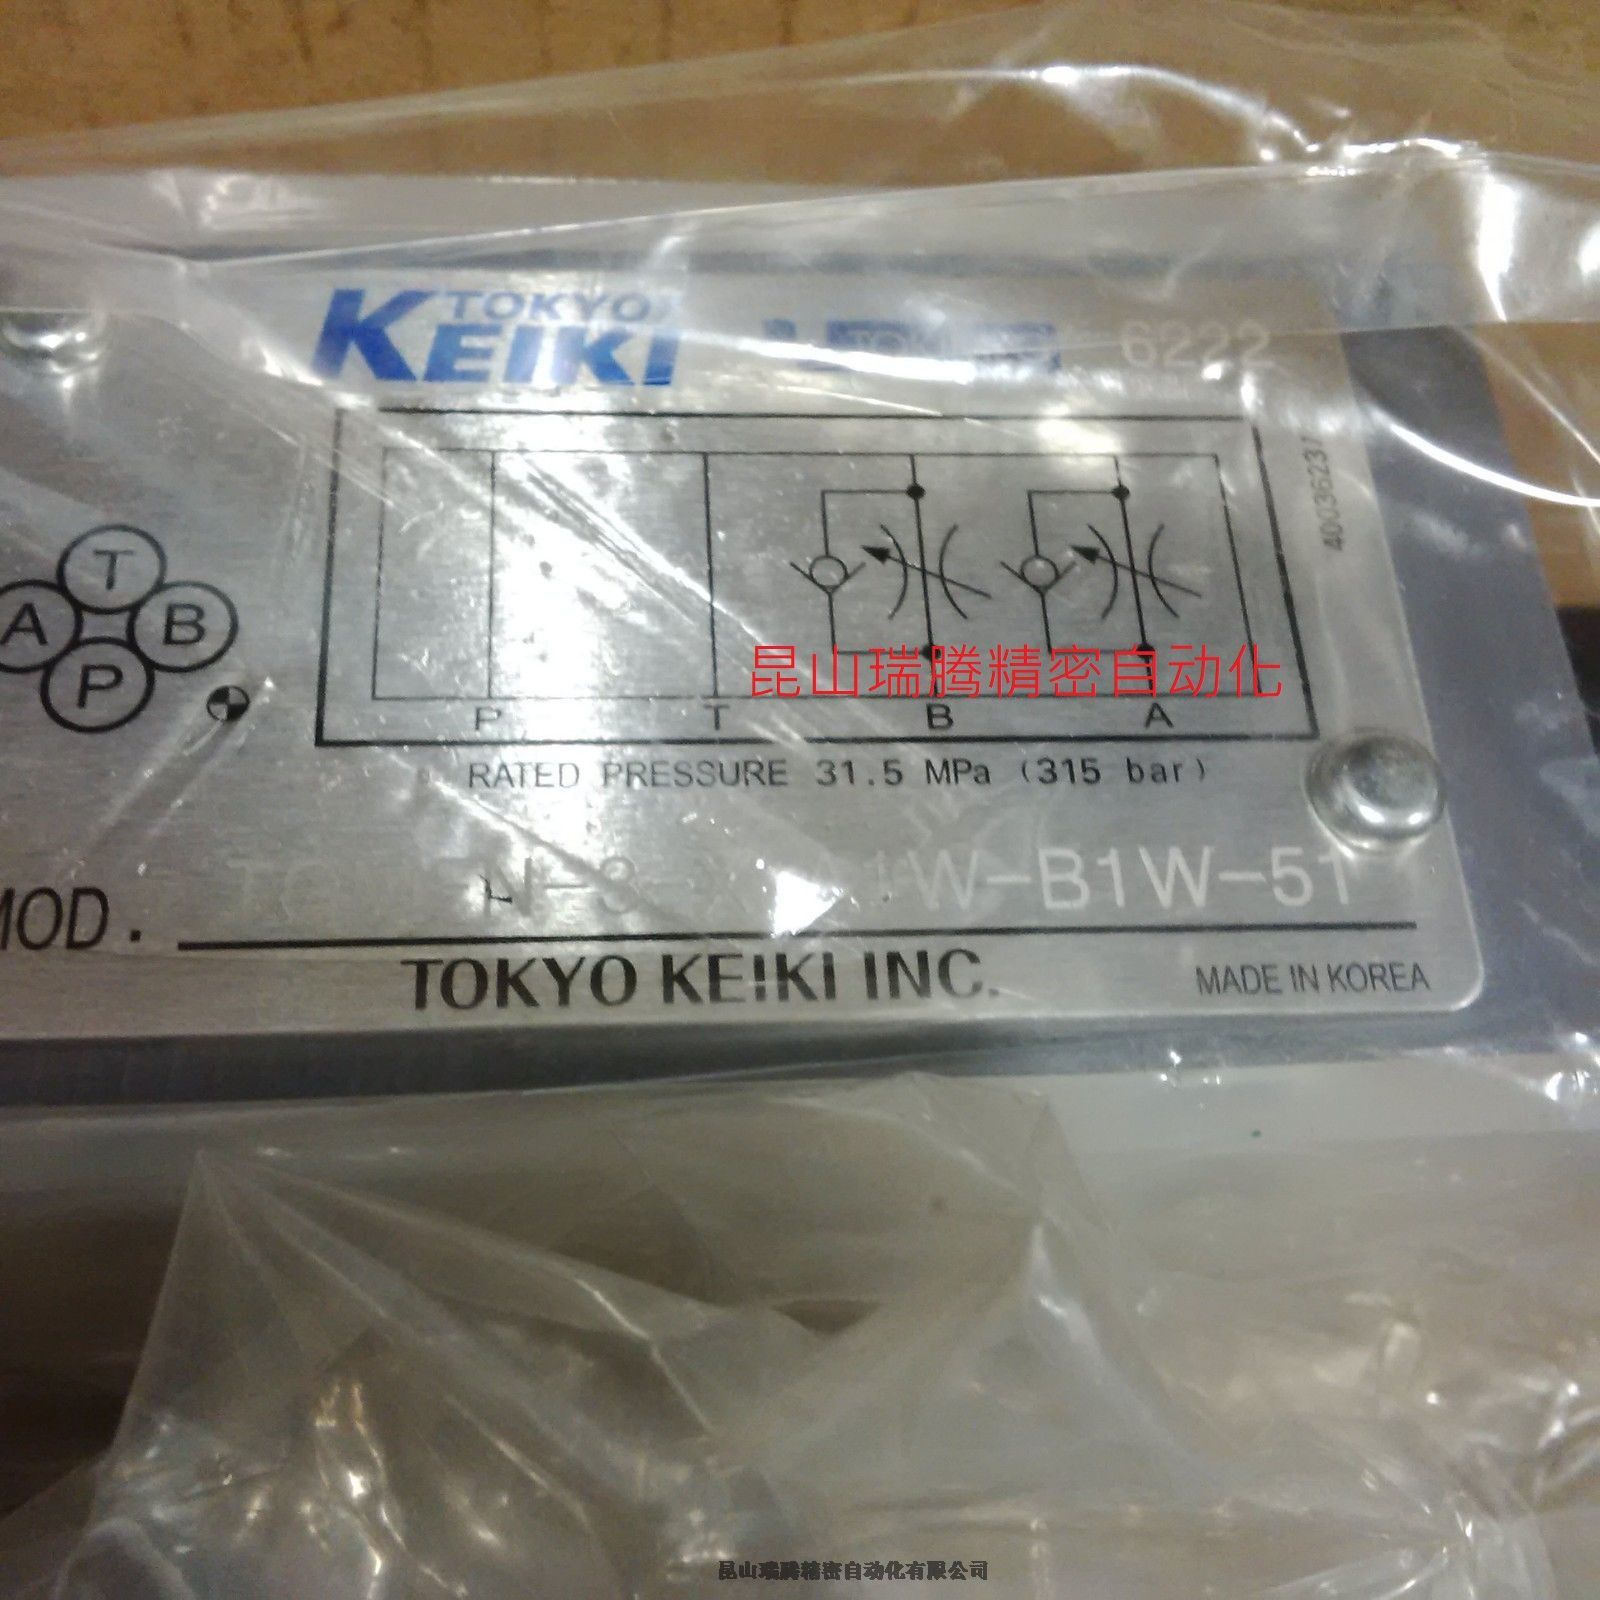 TOKYO
KEIKI
6222
40036237
T
A B
P
昆山瑞腾精密自动化
P T B A
RATED PRESSURE 31.5 MPa (315 bar)
MOD. 1W-B1W-51
TOKYO KEIKI INC.
MADE IN KOREA
昆山瑞腾精密自动化有限公司